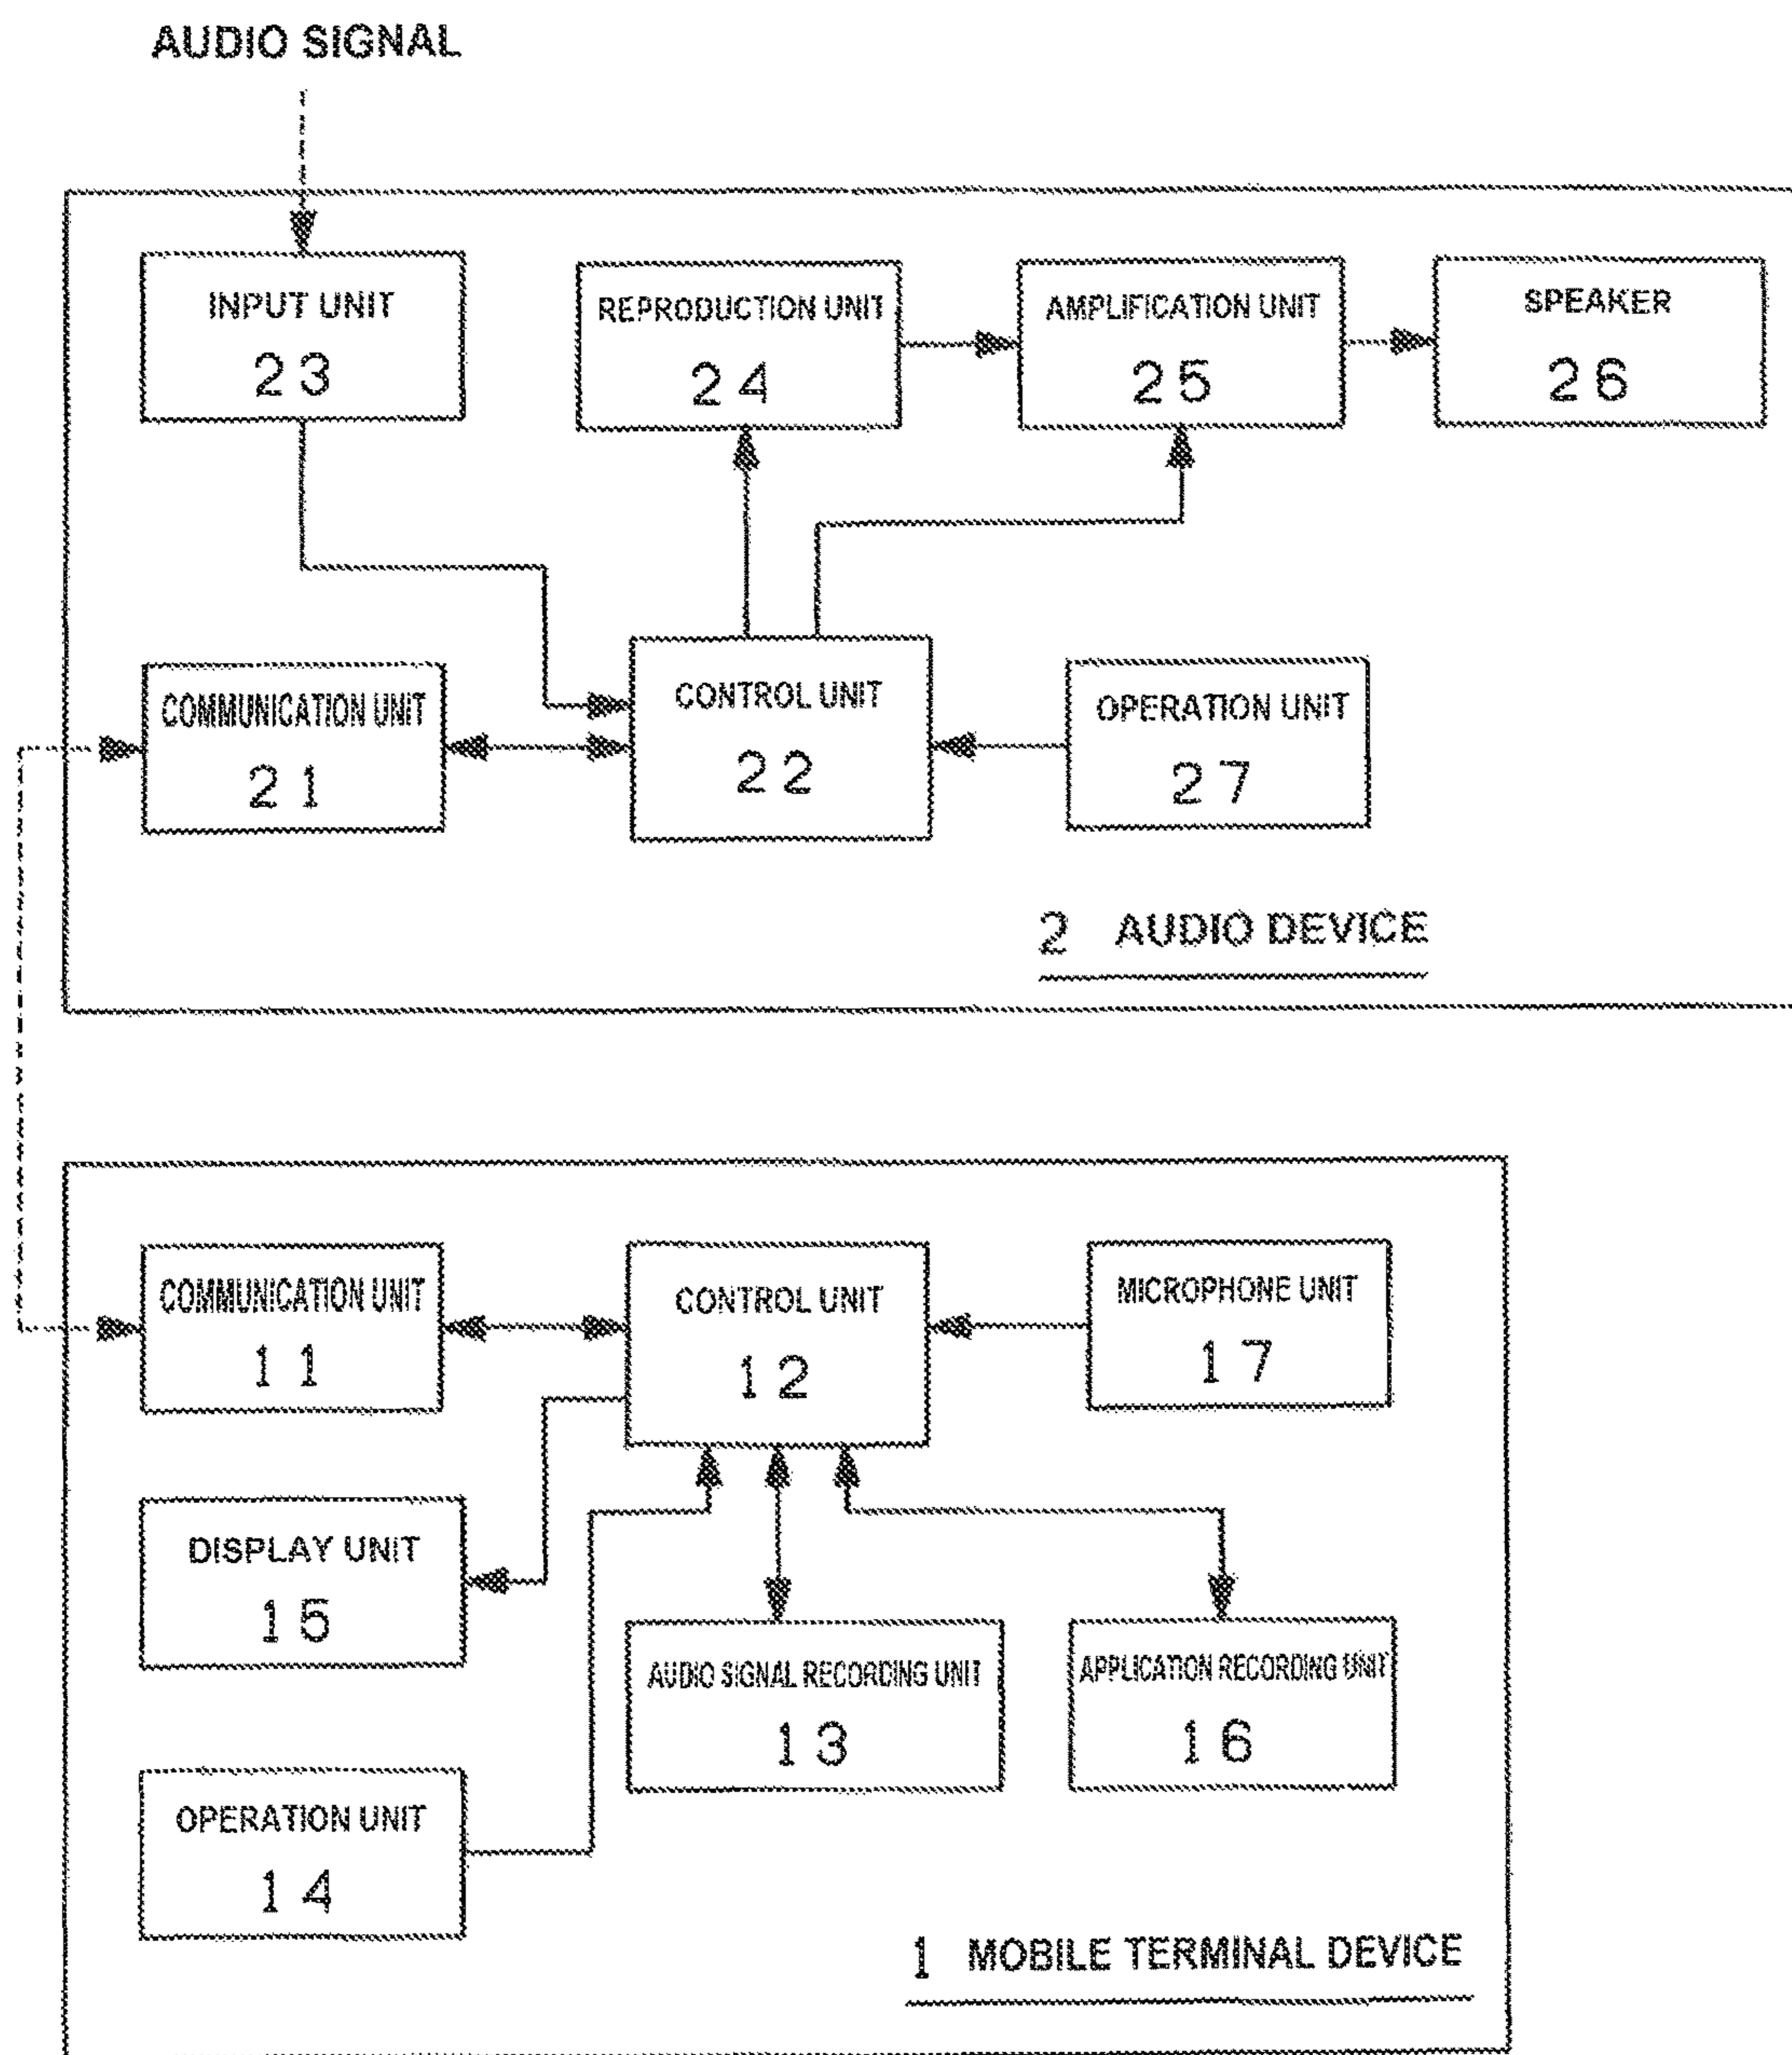 AUDIO SIGNAL
INPUT UNIT
23
REPRODUCTION UNIT
24
AMPLIFICATION UNIT
25
SPEAKER
26
COMMUNICATION UNIT
21
CONTROL UNIT
22
OPERATION UNIT
27
2 AUDIO DEVICE
COMMUNICATION UNIT
11
CONTROL UNIT
12
MICROPHONE UNIT
17
DISPLAY UNIT
15
AUDIO SIGNAL RECORDING UNIT
13
APPLICATION RECORDING UNIT
16
OPERATION UNIT
14
1 MOBILE TERMINAL DEVICE